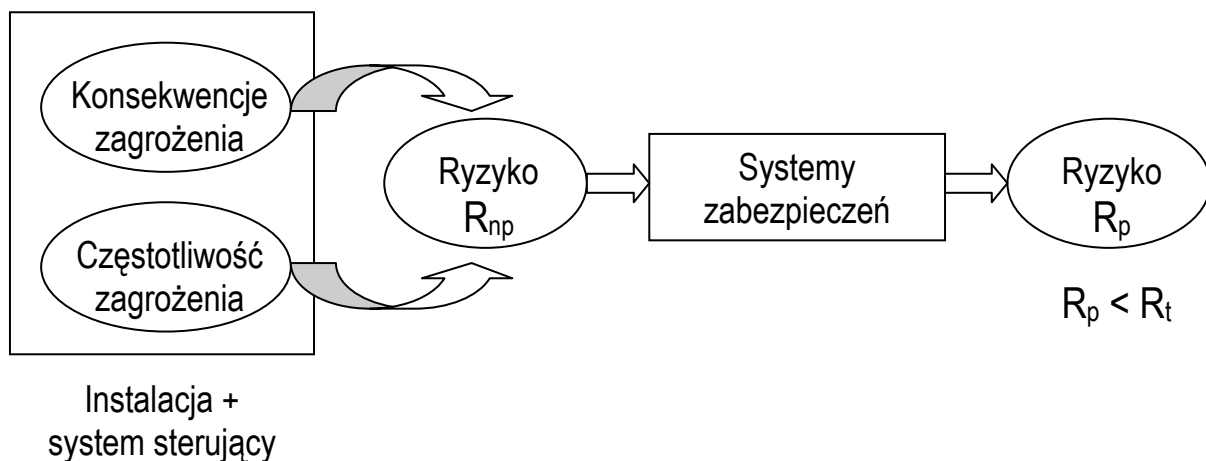 Konsekwencje
zagrożenia
Częstotliwość
zagrożenia
Instalacja +
system sterujący
Ryzyko
Rnp
Systemy
zabezpieczeń
Ryzyko
Rp
Rp < Rt